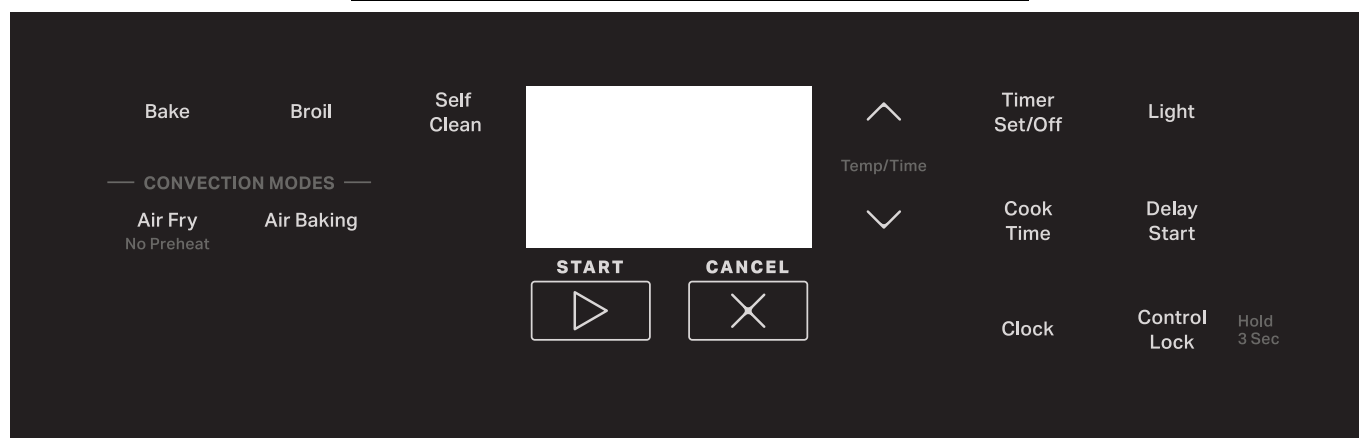 Bake
Broil
Self
Clean
CONVECTION MODES
Air Fry
No Preheat
Air Baking
START
CANCEL
Temp/Time
Timer
Set/Off
Light
Cook
Time
Delay
Start
Clock
Control
Lock
Hold
3 Sec